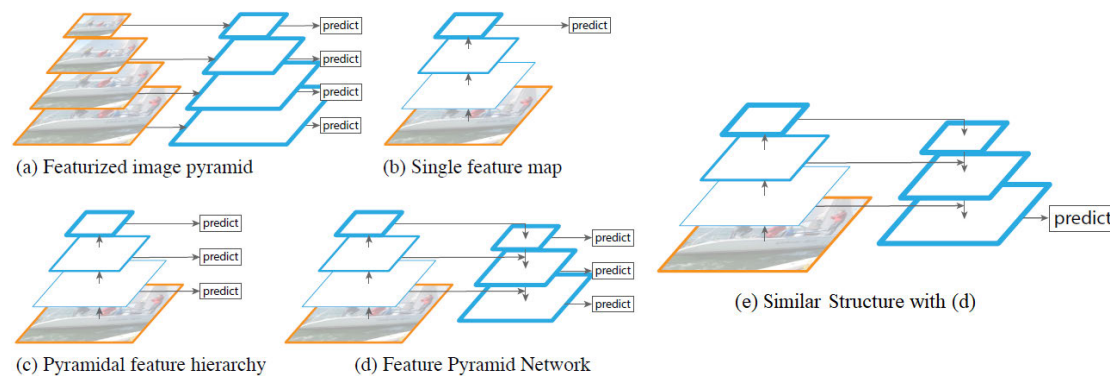 predict
predict
predict
predict
(a) Featurized image pyramid
predict
(b) Single feature map
predict
predict
predict
(c) Pyramidal feature hierarchy
predict
predict
predict
(d) Feature Pyramid Network
predict
(e) Similar Structure with (d)